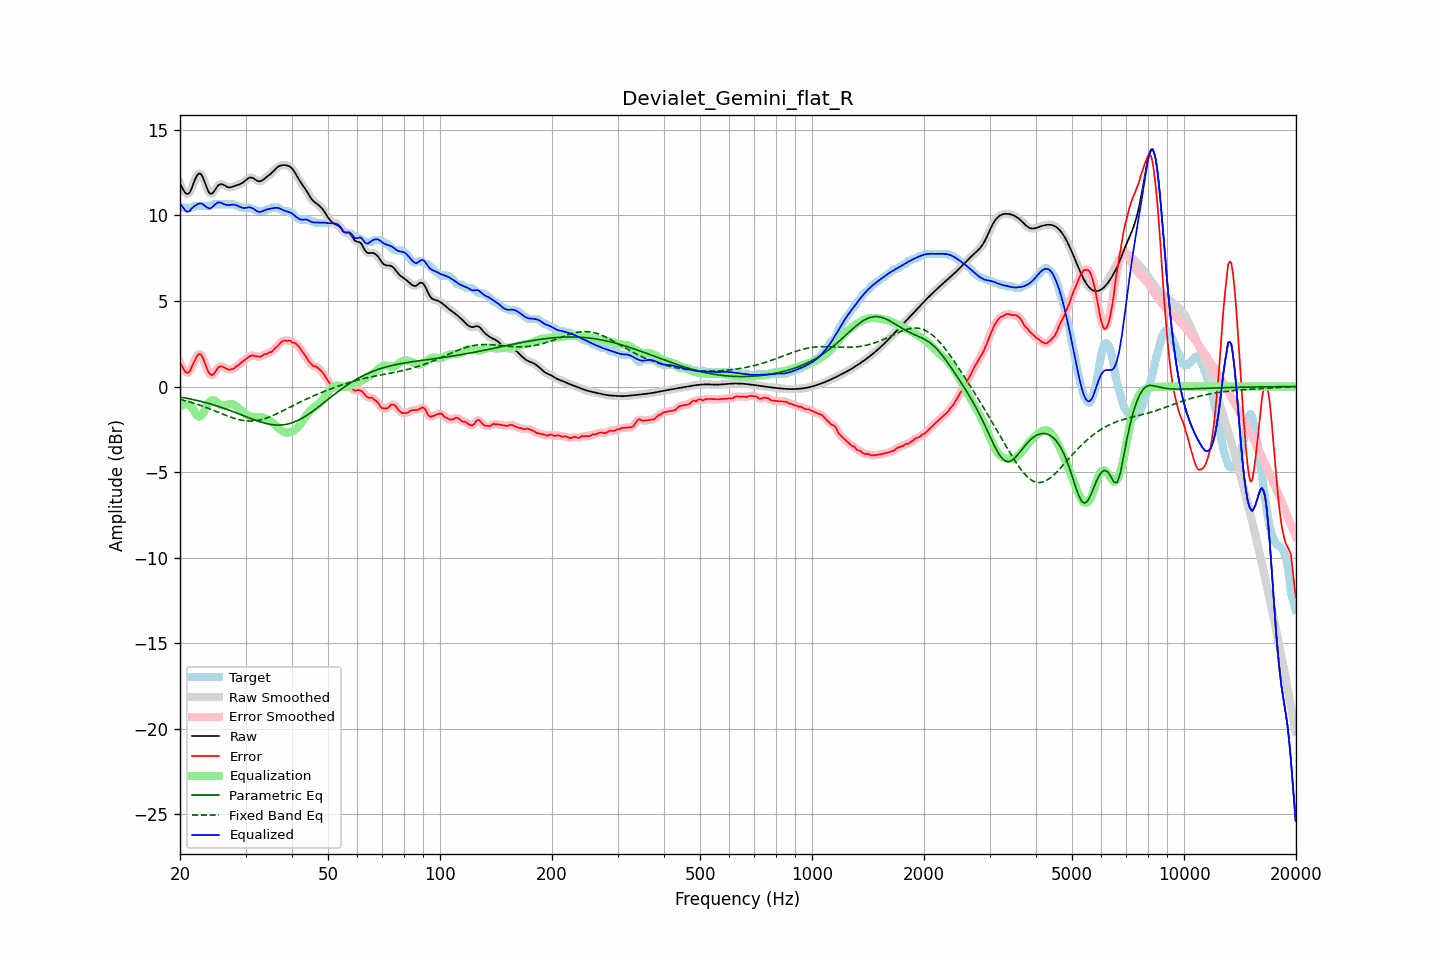 Devialet_Gemini_flat_R
Amplitude (dBr)
15
10
5
0
−5
−10
−15
−20
−25
Target
Raw Smoothed
Error Smoothed
Raw
Error
Equalization
Parametric Eq
Fixed Band Eq
Equalized
20 50 100 200 500 1000 2000 5000 10000 20000
Frequency (Hz)